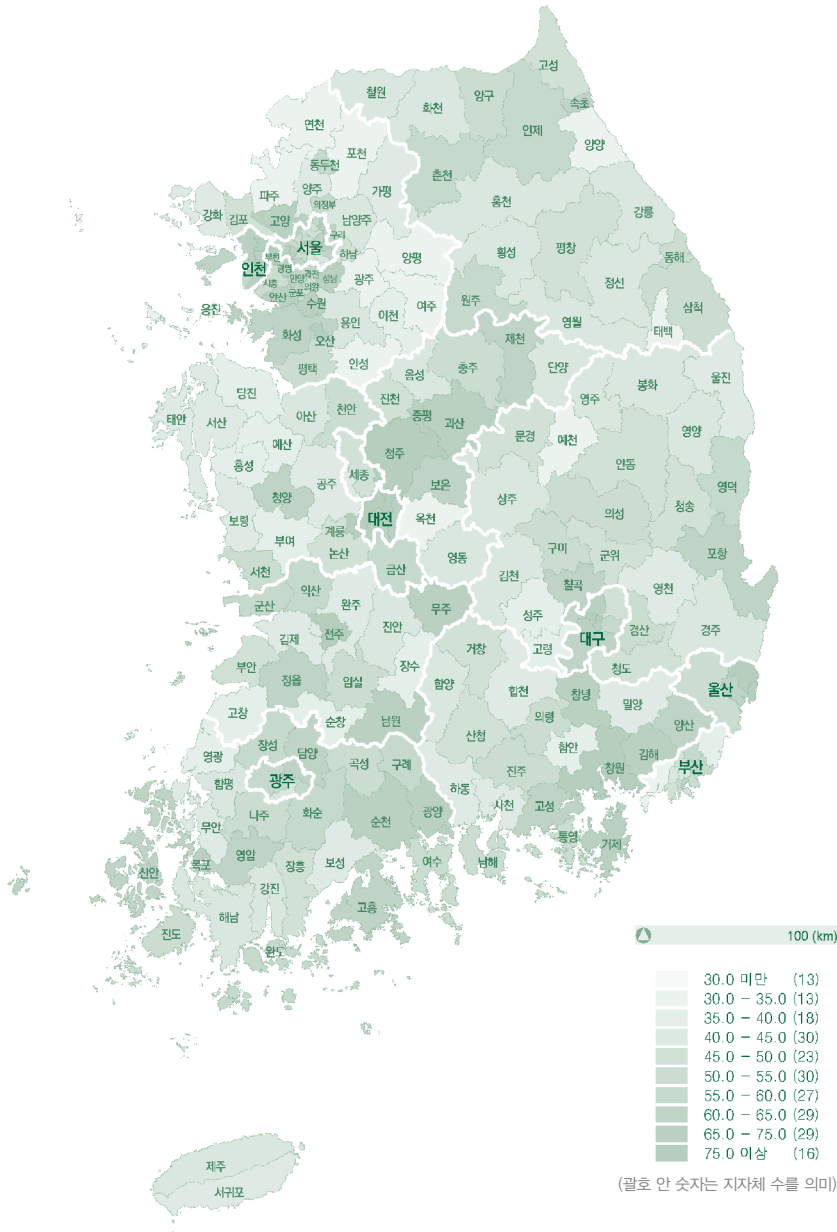 고성
철원
화천
양구
속초
인제
연천
양양
포천
동두천
춘천
파주
양주
가평
홍천
의정부
강화
김포
고양
남양주
강릉
구리
서울
양평
횡성
평창
동해
인천
부천
광명
과천
하남
시흥
안양
성남
광주
정선
의왕
안산
군포
수원
여주
원주
삼척
옹진
이천
용인
영월
태백
화성
오산
제천
안성
평택
음성
충주
단양
울진
당진
영주
봉화
진천
천안
아산
증평
괴산
태안
서산
영양
예산
문경
예천
청주
홍성
안동
세종
공주
보은
영덕
청양
상주
청송
대전
옥천
의성
보령
계룡
부여
논산
영동
구미
군위
포항
서천
금산
김천
칠곡
영천
익산
군산
완주
무주
성주
전주
진안
대구
경산
경주
김제
고령
거창
부안
장수
청도
정읍
임실
함양
합천
창녕
밀양
울산
고창
순창
남원
의령
양산
산청
장성
담양
함안
영광
곡성
구례
김해
광주
진주
창원
부산
함평
하동
사천
고성
나주
화순
순천
광양
무안
통영
거제
영암
보성
여수
남해
목포
장흥
신안
강진
고흥
해남
진도
완도
100 (km)
30.0 미만 (13)
30.0 – 35.0 (13)
35.0 – 40.0 (18)
40.0 – 45.0 (30)
45.0 – 50.0 (23)
50.0 – 55.0 (30)
55.0 – 60.0 (27)
60.0 – 65.0 (29)
65.0 – 75.0 (29)
75.0 이상 (16)
제주
서귀포
(괄호 안 숫자는 지자체 수를 의미)